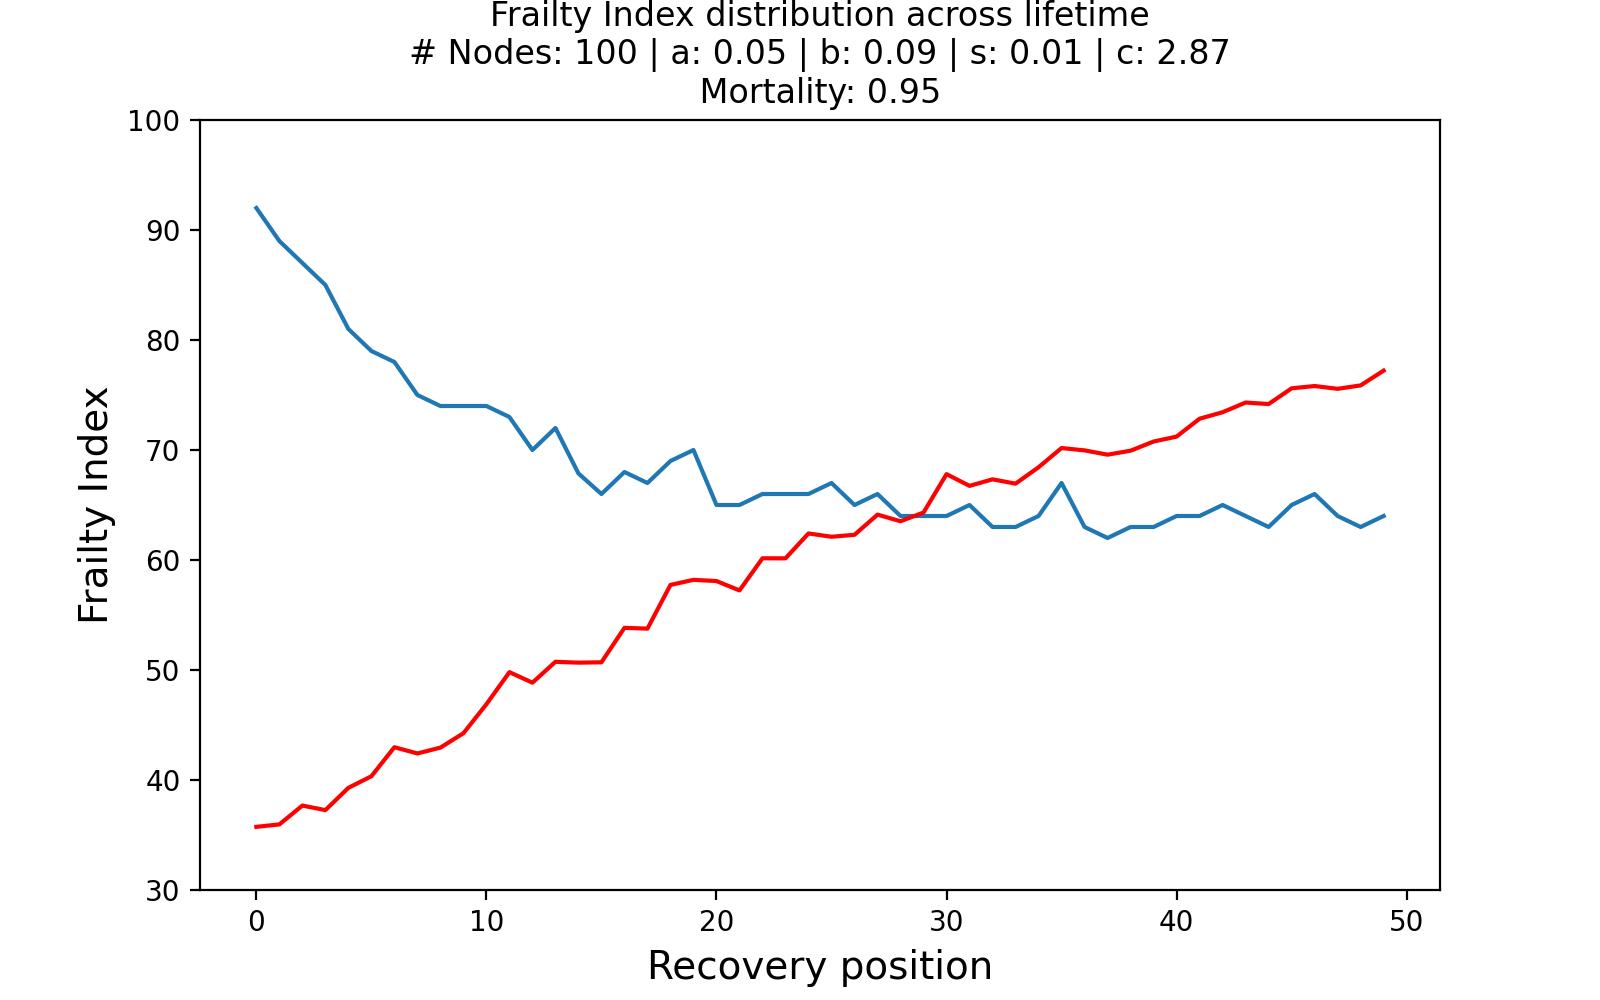 Frailty Index distribution across lifetime
# Nodes: 100 | a: 0.05 | b: 0.09 | s: 0.01 | c: 2.87
Mortality: 0.95
100
90
80
70
60
50
40
30
Frailty Index
0 10 20 30 40 50
Recovery position